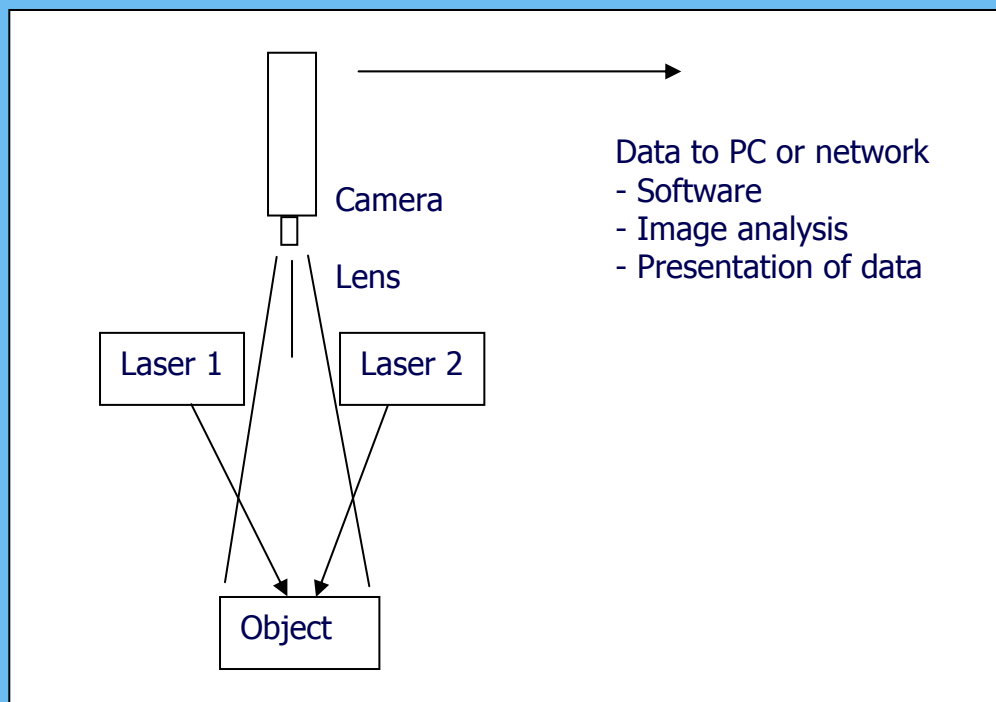 Data to PC or network
- Software
- Image analysis
- Presentation of data
Camera
Lens
Laser 1
Laser 2
Object